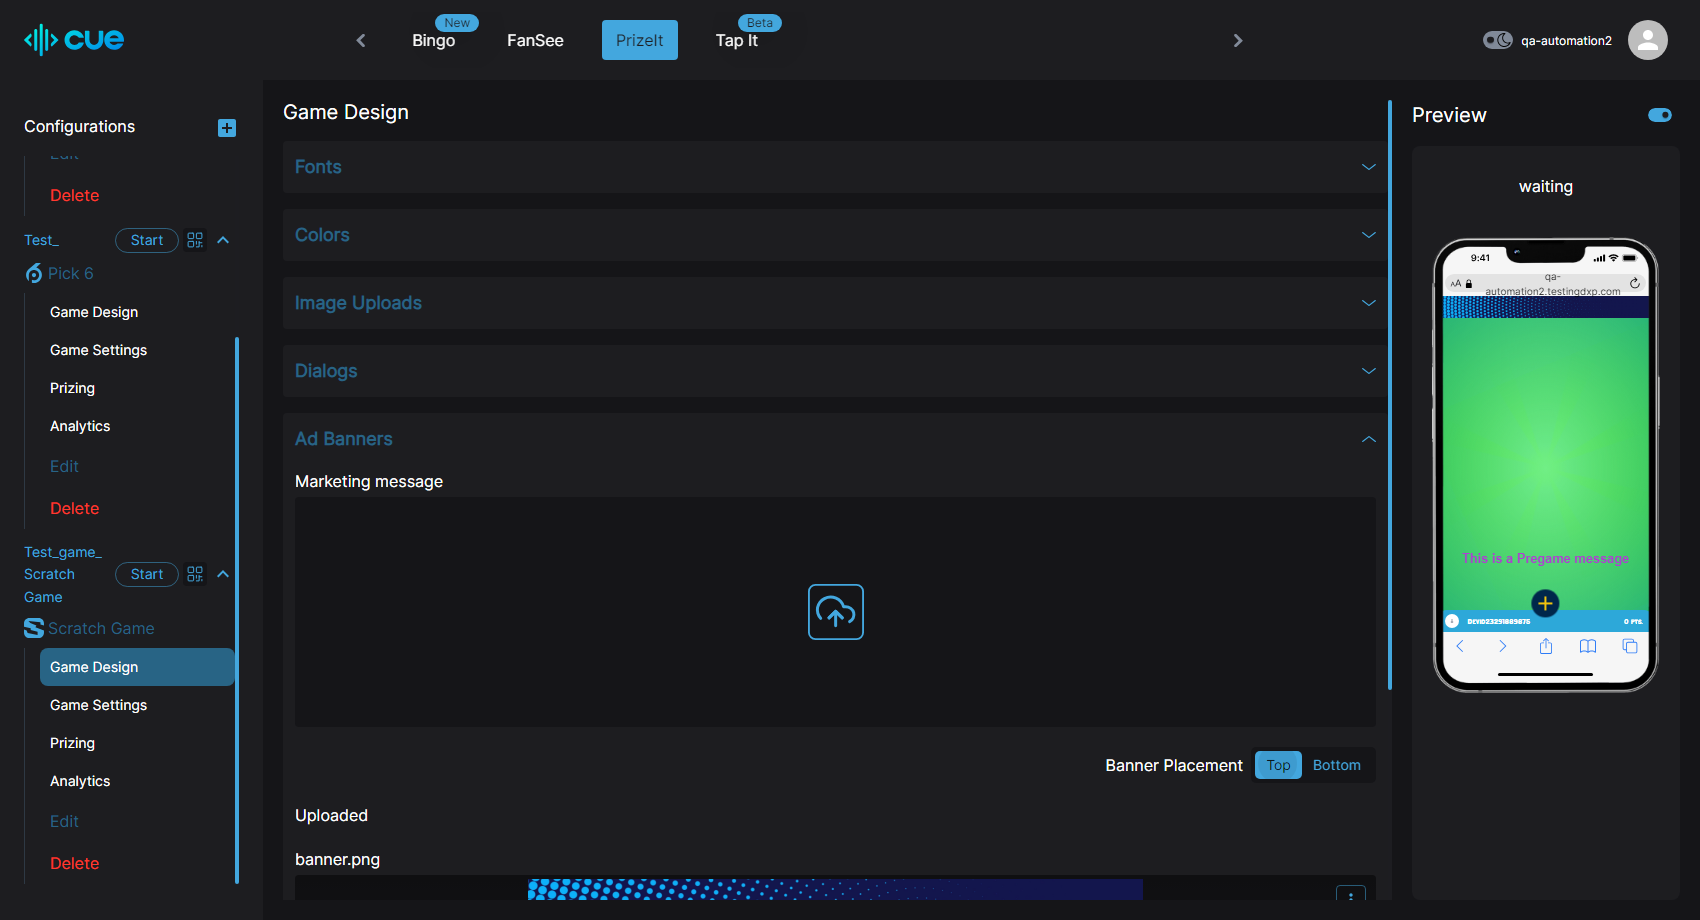 cue
New
Bingo
FanSee
PrizeIt
Beta
Tap It
qa-automation2
Configurations
Edit
Delete
Test_
Start
Pick 6
Game Design
Game Settings
Prizing
Analytics
Edit
Delete
Test_game_
Scratch
Game
Start
Scratch Game
Game Design
Game Settings
Prizing
Analytics
Edit
Delete
Game Design
Fonts
Colors
Image Uploads
Dialogs
Ad Banners
Marketing message
Banner Placement
Top
Bottom
Uploaded
banner.png
Preview
waiting
9:41
AA
qa-
automation2.testingdxp.com
This is a Pregame message
0 PTS.